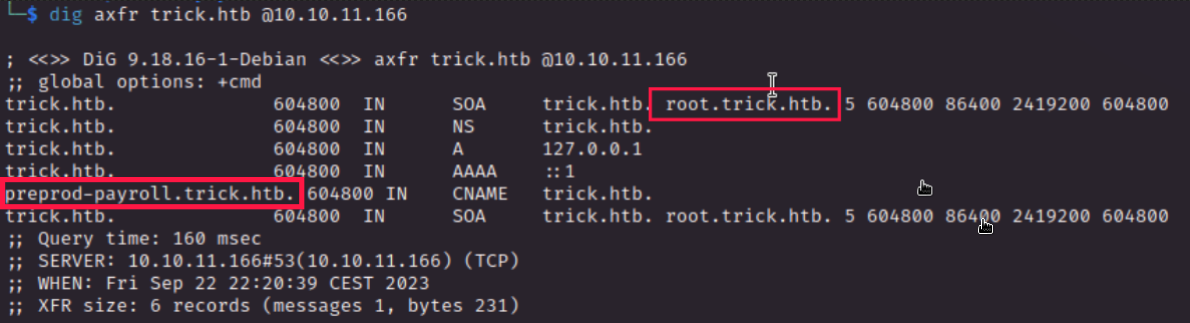 └─$ dig axfr trick.htb @10.10.11.166
; <<>> DiG 9.18.16-1-Debian <<>> axfr trick.htb @10.10.11.166
;; global options: +cmd
trick.htb. 604800 IN SOA trick.htb. root.trick.htb. 5 604800 86400 2419200 604800
trick.htb. 604800 IN NS trick.htb.
trick.htb. 604800 IN A 127.0.0.1
trick.htb. 604800 IN AAAA ::1
preprod-payroll.trick.htb. 604800 IN CNAME trick.htb.
trick.htb. 604800 IN SOA trick.htb. root.trick.htb. 5 604800 86400 2419200 604800
;; Query time: 160 msec
;; SERVER: 10.10.11.166#53(10.10.11.166) (TCP)
;; WHEN: Fri Sep 22 22:20:39 CEST 2023
;; XFR size: 6 records (messages 1, bytes 231)